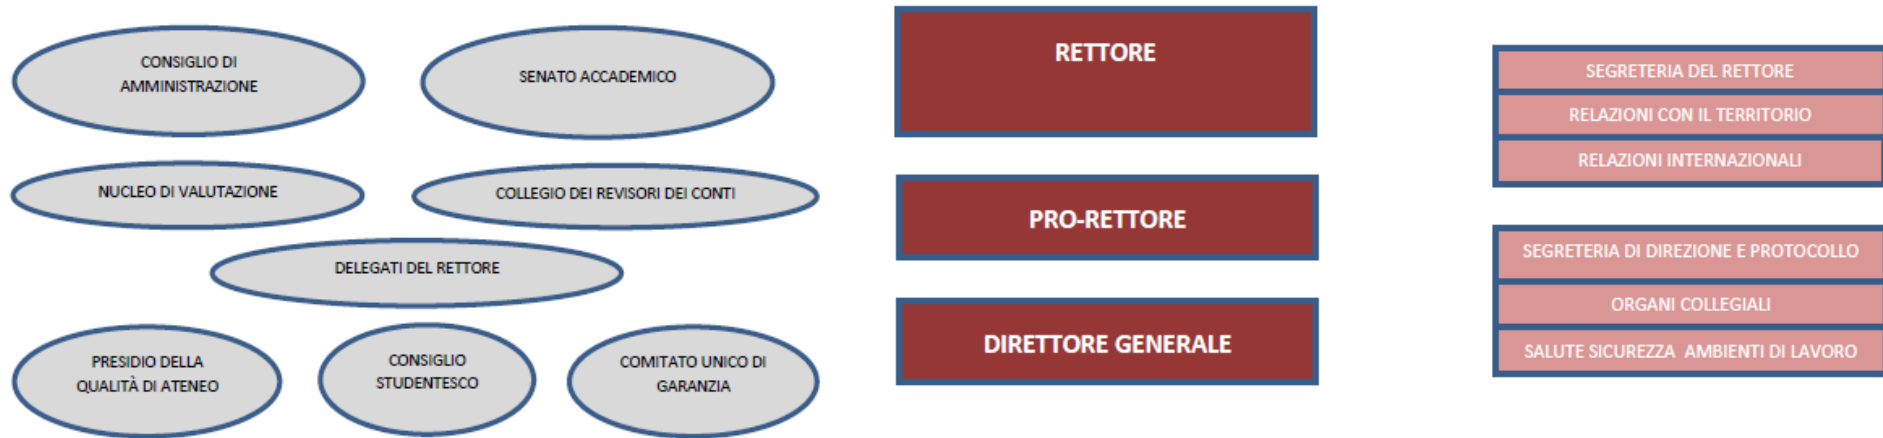 CONSIGLIO DI
AMMINISTRAZIONE
SENATO ACCADEMICO
NUCLEO DI VALUTAZIONE
COLLEGIO DEI REVISORI DEI CONTI
DELEGATI DEL RETTORE
PRESIDIO DELLA
QUALITÀ DI ATENEO
CONSIGLIO
STUDENTESCO
COMITATO UNICO DI
GARANZIA
RETTORE
PRO-RETTORE
DIRETTORE GENERALE
SEGRETERIA DEL RETTORE
RELAZIONI CON IL TERRITORIO
RELAZIONI INTERNAZIONALI
SEGRETERIA DI DIREZIONE E PROTOCOLLO
ORGANI COLLEGIALI
SALUTE SICUREZZA AMBIENTI DI LAVORO